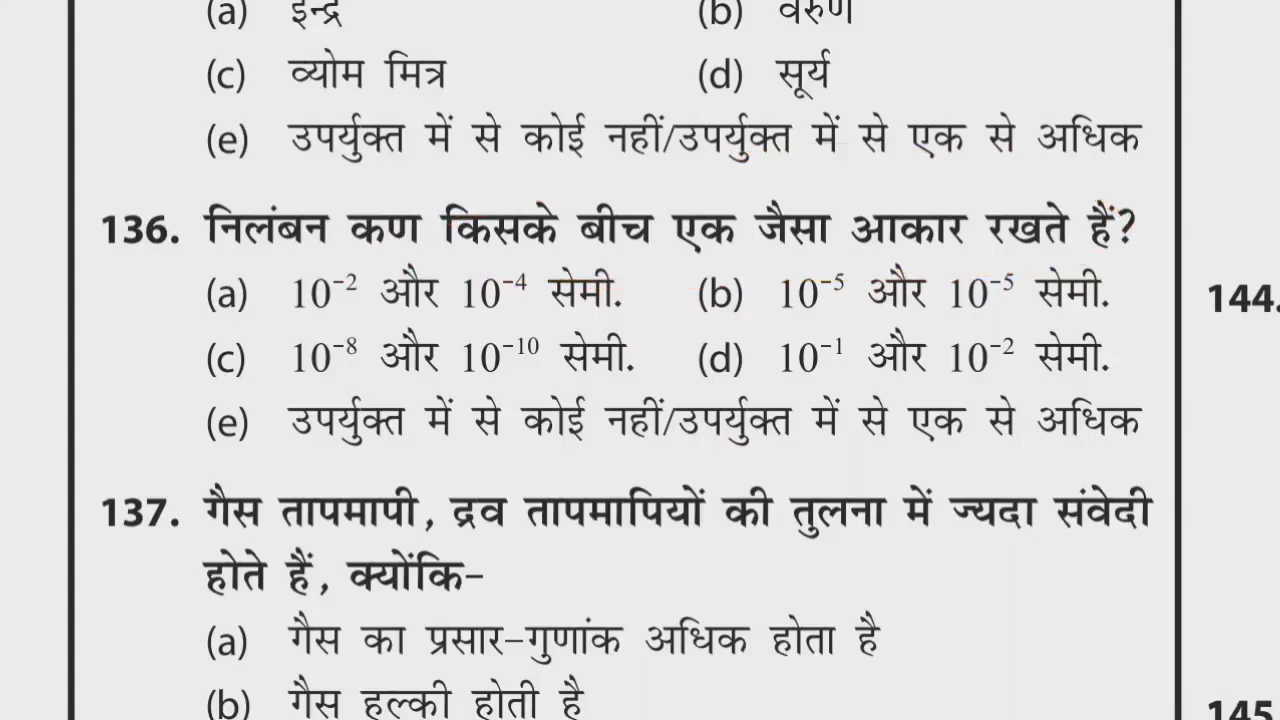 (a) इन्द्र (b) वरुण
(c) व्योम मित्र (d) सूर्य
(e) उपर्युक्त में से कोई नहीं/उपर्युक्त में से एक से अधिक
136. निलंबन कण किसके बीच एक जैसा आकार रखते हैं?
(a) 10⁻² और 10⁻⁴ सेमी. (b) 10⁻⁵ और 10⁻⁵ सेमी.
(c) 10⁻⁸ और 10⁻¹⁰ सेमी. (d) 10⁻¹ और 10⁻² सेमी.
(e) उपर्युक्त में से कोई नहीं/उपर्युक्त में से एक से अधिक
137. गैस तापमापी, द्रव तापमापियों की तुलना में ज्यदा संवेदी
होते हैं, क्योंकि-
(a) गैस का प्रसार-गुणांक अधिक होता है
(b) गैस हल्की होती है
144.
145